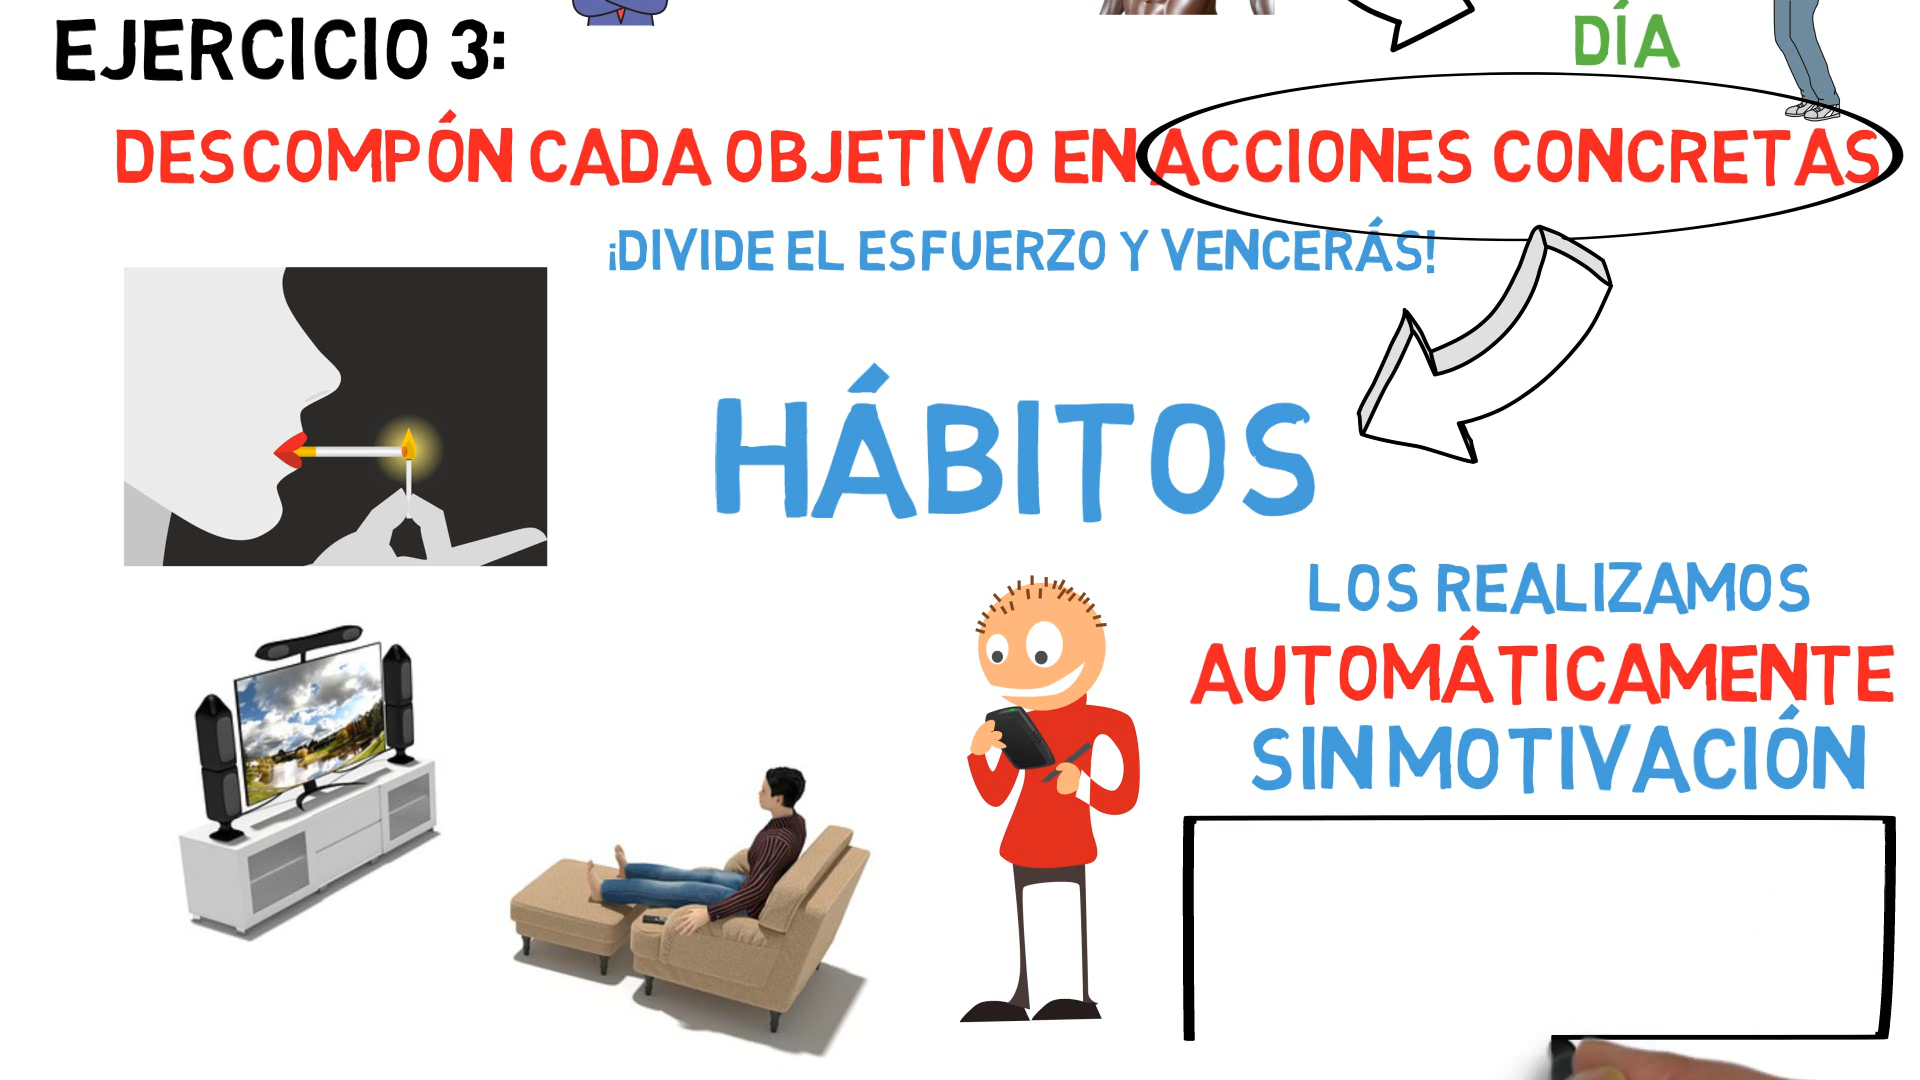 DÍA
EJERCICIO 3:
DESCOMPÓN CADA OBJETIVO EN ACCIONES CONCRETAS
¡DIVIDE EL ESFUERZO Y VENCERÁS!
HÁBITOS
LOS REALIZAMOS
AUTOMÁTICAMENTE
SIN MOTIVACIÓN